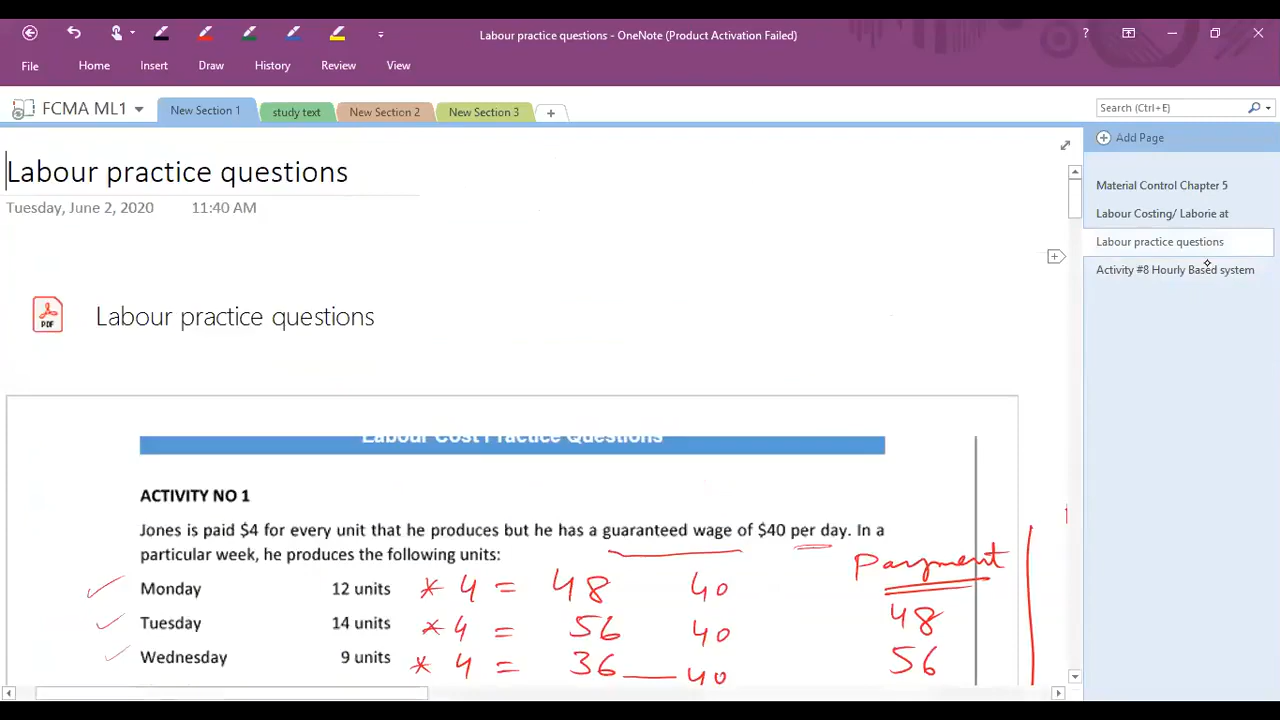 Labour practice questions - OneNote (Product Activation Failed)
?
File Home Insert Draw History Review View
FCMA ML1 New Section 1 study text New Section 2 New Section 3 +
Search (Ctrl+E)
Add Page
Material Control Chapter 5
Labour Costing/ Laborie at
Labour practice questions
Activity #8 Hourly Based system
Labour practice questions
Tuesday, June 2, 2020 11:40 AM
PDF
Labour practice questions
Labour Cost Practice Questions
ACTIVITY NO 1
Jones is paid $4 for every unit that he produces but he has a guaranteed wage of $40 per day. In a
particular week, he produces the following units:
Payment
Monday 12 units * 4 = 48 40 48
Tuesday 14 units * 4 = 56 40 56
Wednesday 9 units * 4 = 36 40